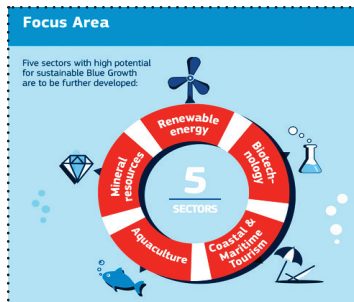 Focus Area
Five sectors with high potential
for sustainable Blue Growth
are to be further developed:
Renewable
energy
Biotech-
nology
Coastal &
Maritime
Tourism
Aquaculture
Mineral
resources
5
SECTORS